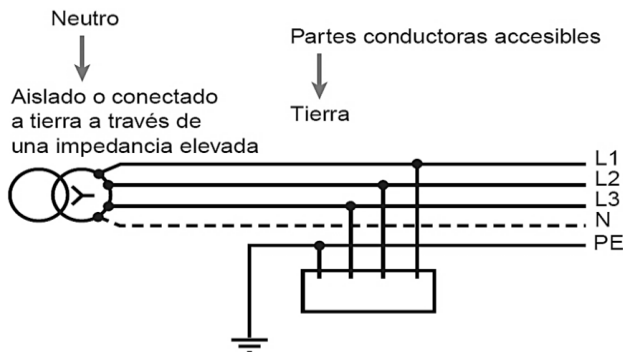 Neutro
Aislado o conectado
a tierra a través de
una impedancia elevada
Partes conductoras accesibles
Tierra
L1
L2
L3
N
PE